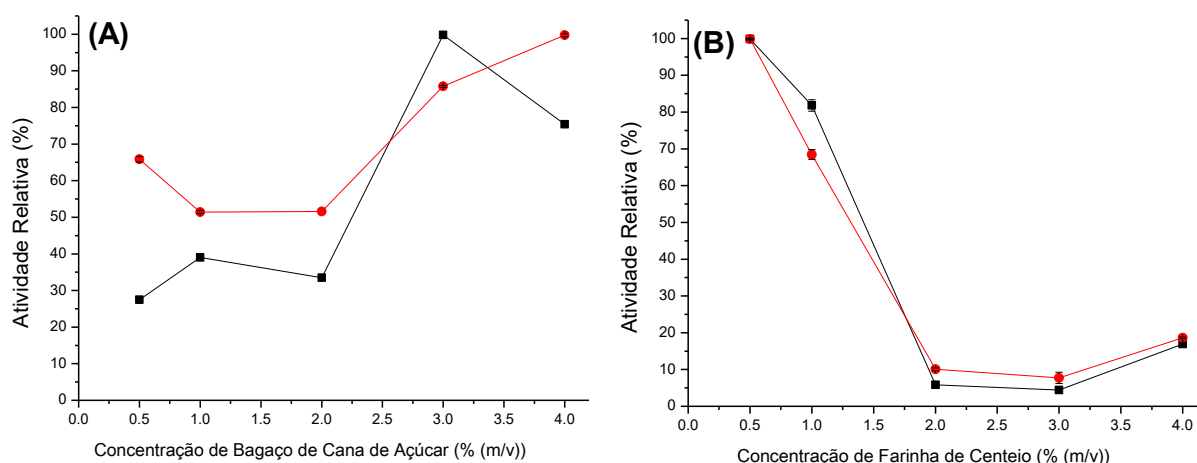 (A)
Atividade Relativa (%)
100
90
80
70
60
50
40
30
20
10
0
0.0 0.5 1.0 1.5 2.0 2.5 3.0 3.5 4.0
Concentração de Bagaço de Cana de Açúcar (% (m/v))
(B)
Atividade Relativa (%)
100
90
80
70
60
50
40
30
20
10
0
0.0 0.5 1.0 1.5 2.0 2.5 3.0 3.5 4.0
Concentração de Farinha de Centeio (% (m/v))